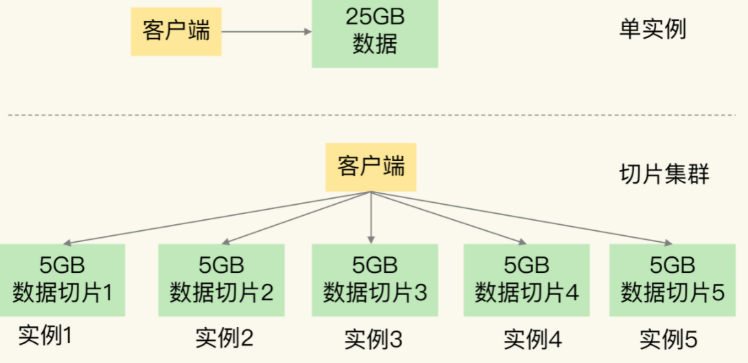 客户端
25GB
数据
单实例
客户端
切片集群
5GB
数据切片1
5GB
数据切片2
5GB
数据切片3
5GB
数据切片4
5GB
数据切片5
实例1
实例2
实例3
实例4
实例5